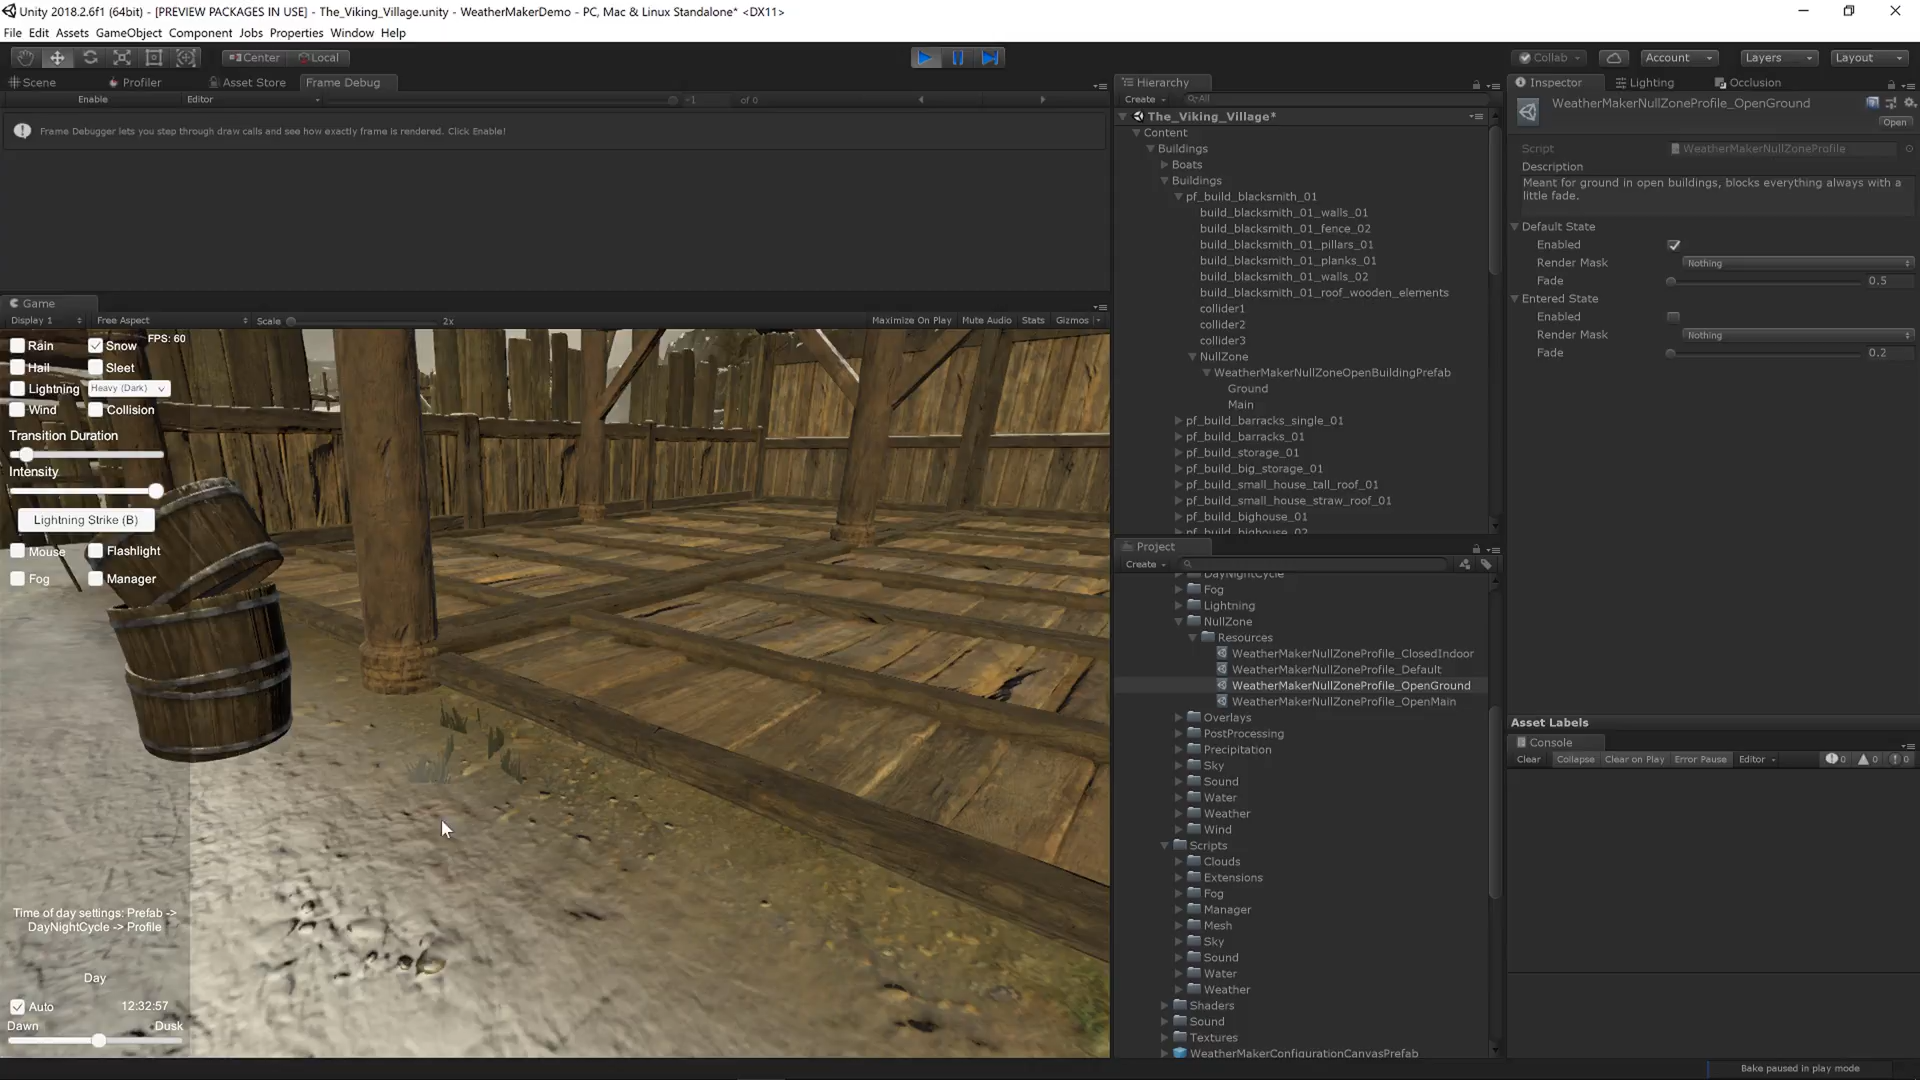 Unity 2018.2.6f1 (64bit) - [PREVIEW PACKAGES IN USE] - The_Viking_Village.unity - WeatherMakerDemo - PC, Mac & Linux Standalone* <DX11>
File Edit Assets GameObject Component Jobs Properties Window Help
Center Local
Collab Account Layers Layout
Scene Profiler Asset Store Frame Debug
Enable Editor -1 of 0
Frame Debugger lets you step through draw calls and see how exactly frame is rendered. Click Enable!
Game
Display 1 Free Aspect Scale 2x Maximize On Play Mute Audio Stats Gizmos
Rain Snow FPS: 60
Hail Sleet
Lightning Heavy (Dark)
Wind Collision
Transition Duration
Intensity
Lightning Strike (B)
Mouse Flashlight
Fog Manager
Time of day settings: Prefab ->
DayNightCycle -> Profile
Day
Auto 12:32:57
Dawn Dusk
Hierarchy
Create All
The_Viking_Village*
Content
Buildings
Boats
Buildings
pf_build_blacksmith_01
build_blacksmith_01_walls_01
build_blacksmith_01_fence_02
build_blacksmith_01_pillars_01
build_blacksmith_01_planks_01
build_blacksmith_01_walls_02
build_blacksmith_01_roof_wooden_elements
collider1
collider2
collider3
NullZone
WeatherMakerNullZoneOpenBuildingPrefab
Ground
Main
pf_build_barracks_single_01
pf_build_barracks_01
pf_build_storage_01
pf_build_big_storage_01
pf_build_small_house_tall_roof_01
pf_build_small_house_straw_roof_01
pf_build_bighouse_01
pf_build_bighouse_02
Project
Create
DayNightCycle
Fog
Lightning
NullZone
Resources
WeatherMakerNullZoneProfile_ClosedIndoor
WeatherMakerNullZoneProfile_Default
WeatherMakerNullZoneProfile_OpenGround
WeatherMakerNullZoneProfile_OpenMain
Overlays
PostProcessing
Precipitation
Sky
Sound
Water
Weather
Wind
Scripts
Clouds
Extensions
Fog
Manager
Mesh
Sky
Sound
Water
Weather
Shaders
Sound
Textures
WeatherMakerConfigurationCanvasPrefab
Inspector Lighting Occlusion
WeatherMakerNullZoneProfile_OpenGround
Open
Script WeatherMakerNullZoneProfile
Description
Meant for ground in open buildings, blocks everything always with a
little fade.
Default State
Enabled
Render Mask Nothing
Fade 0.5
Entered State
Enabled
Render Mask Nothing
Fade 0.2
Asset Labels
Console
Clear Collapse Clear on Play Error Pause Editor 0 0 0
Bake paused in play mode